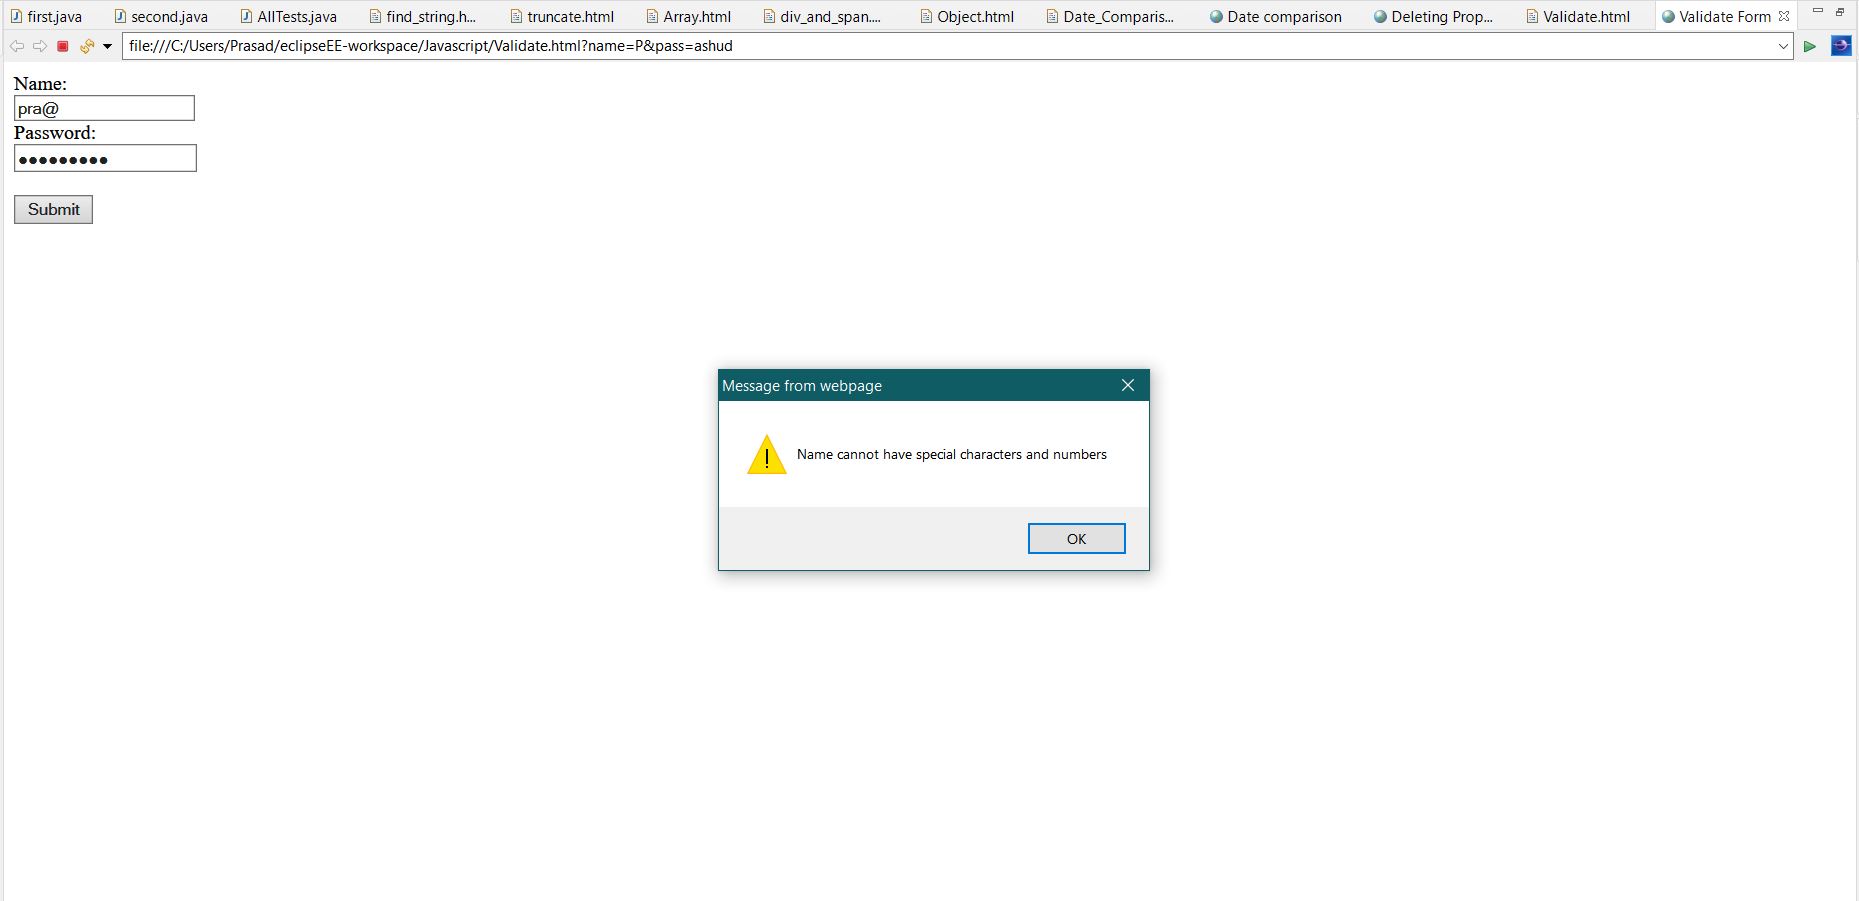 first.java second.java AllTests.java find_string.h... truncate.html Array.html div_and_span.... Object.html Date_Comparis... Date comparison Deleting Prop... Validate.html Validate Form
file:///C:/Users/Prasad/eclipseEE-workspace/Javascript/Validate.html?name=P&pass=ashud
Name:
pra@
Password:
●●●●●●●●●
Submit
Message from webpage
Name cannot have special characters and numbers
OK